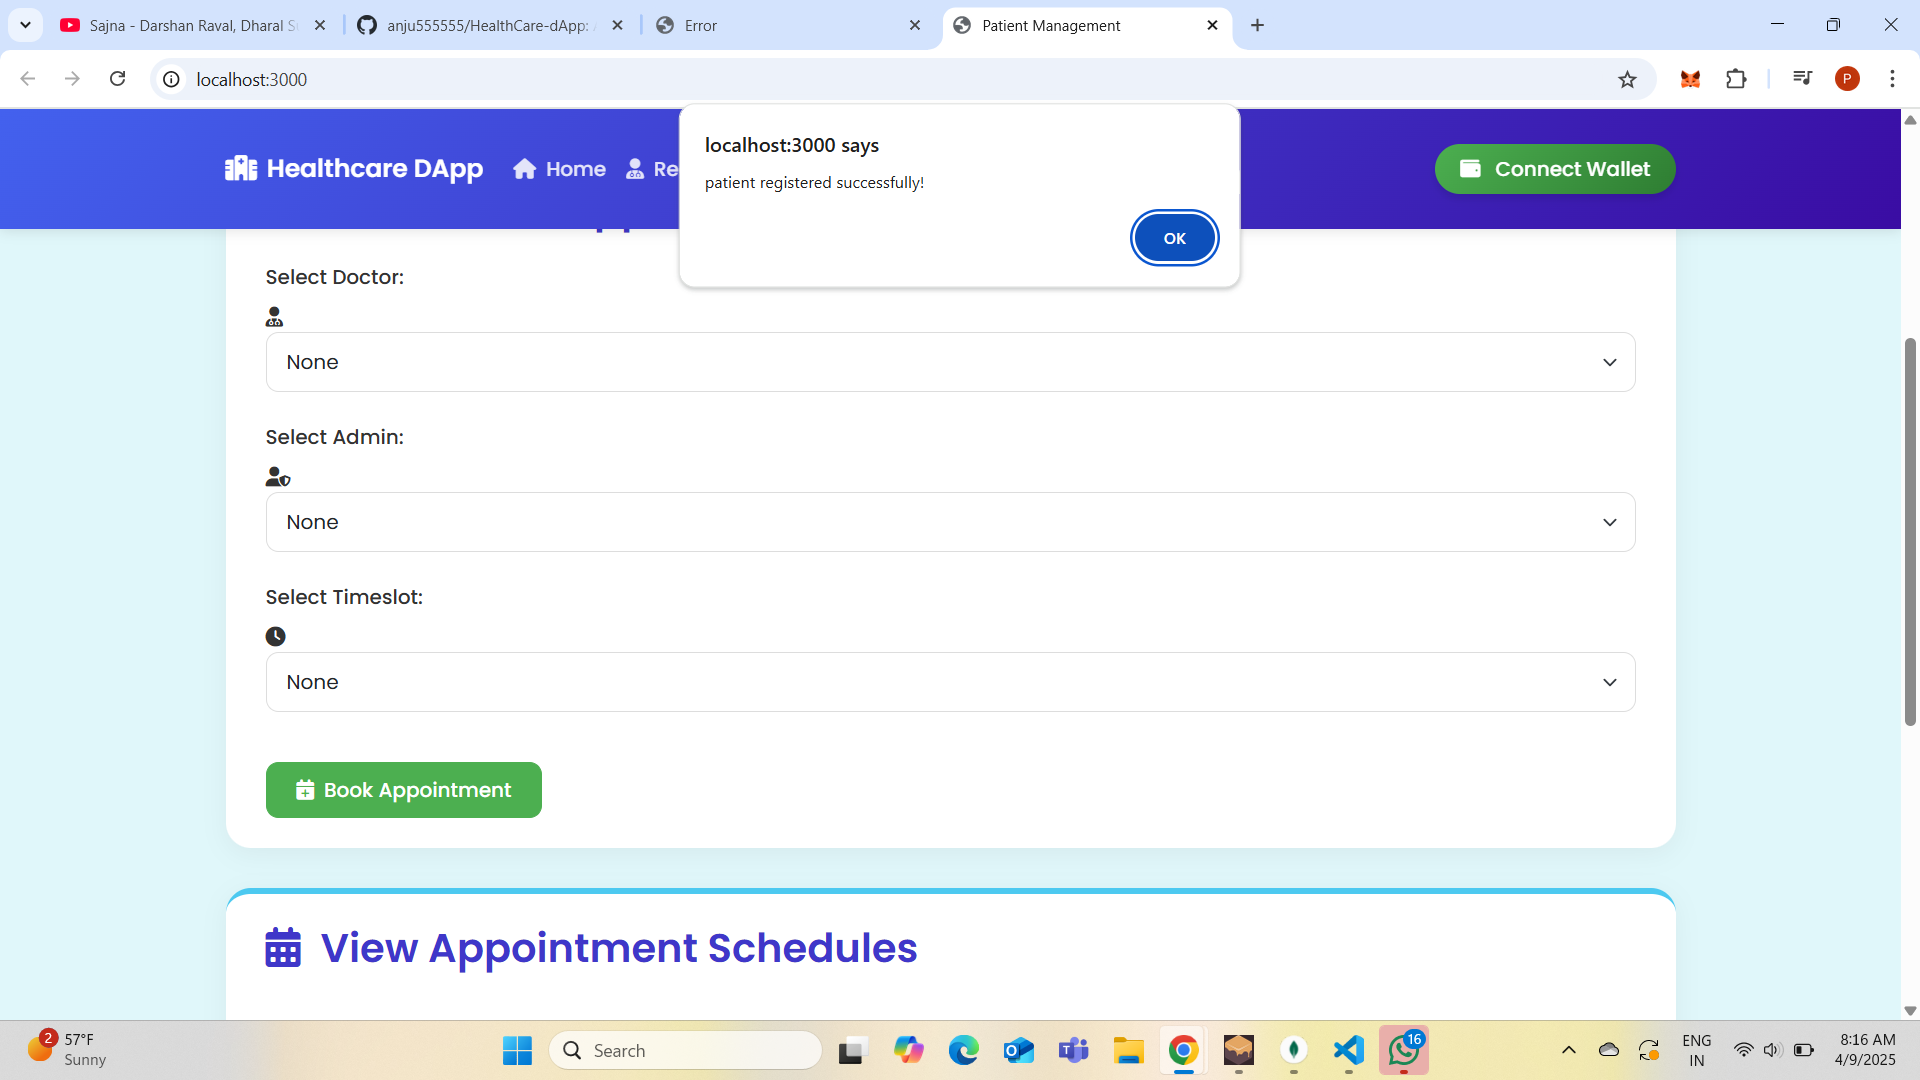 Sajna - Darshan Raval, Dharal S
anju555555/HealthCare-dApp:
Error
Patient Management
localhost:3000
P
localhost:3000 says
patient registered successfully!
OK
Healthcare DApp
Home
Re
Connect Wallet
Select Doctor:
None
Select Admin:
None
Select Timeslot:
None
Book Appointment
View Appointment Schedules
2
57°F
Sunny
Search
16
ENG
IN
8:16 AM
4/9/2025